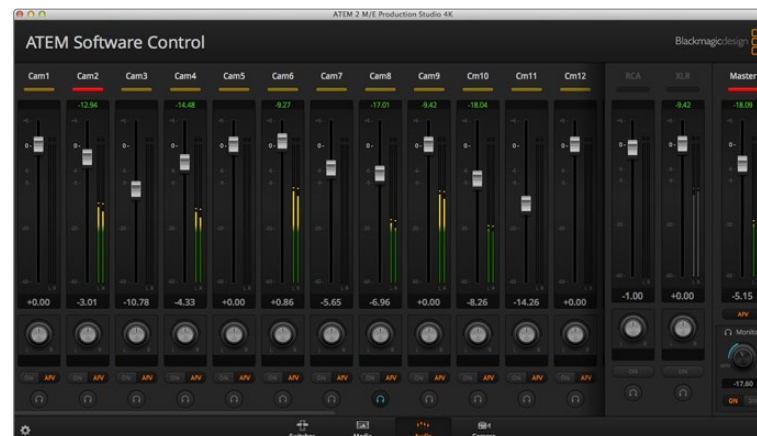 ATEM 2 M/E Production Studio 4K
ATEM Software Control
Blackmagicdesign
Cam1 Cam2 Cam3 Cam4 Cam5 Cam6 Cam7 Cam8 Cam9 Cm10 Cm11 Cm12 RCA XLR Master
-12.94 -14.48 -9.27 -17.01 -9.42 -18.04 -9.42 -18.09
+0.00 -3.01 -10.78 -4.33 +0.00 +0.86 -5.65 -6.96 +0.00 -8.26 -14.26 +0.00 -1.00 +0.00 -5.15
AFV
Monito
ON AFV ON AFV ON AFV ON AFV ON AFV ON AFV ON AFV ON AFV ON AFV ON AFV ON AFV ON AFV ON ON
-17.60
ON
Switcher Media Audio Camera